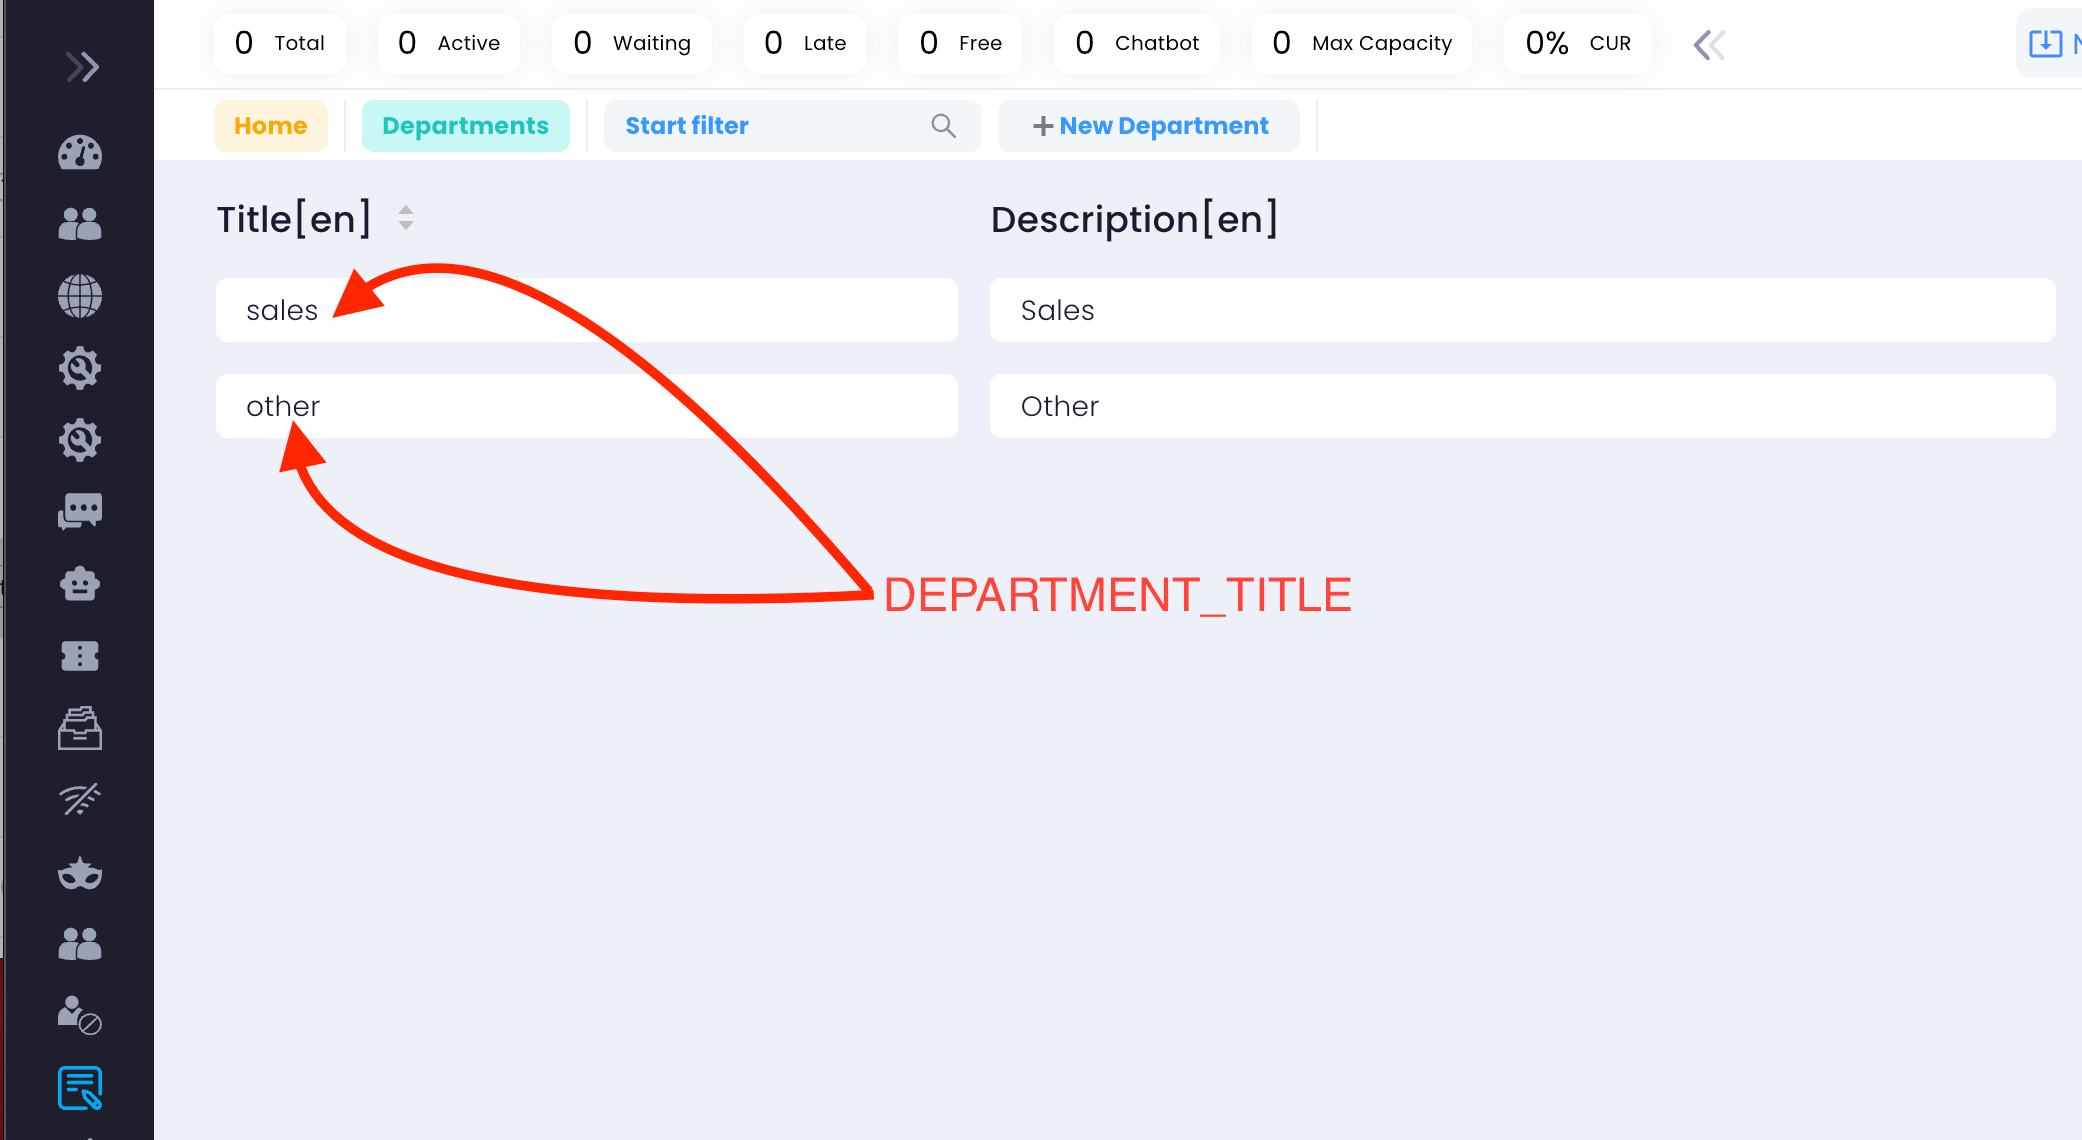 0 Total 0 Active 0 Waiting 0 Late 0 Free 0 Chatbot 0 Max Capacity 0% CUR
Home Departments Start filter + New Department
Title[en] Description[en]
sales Sales
other Other
DEPARTMENT_TITLE